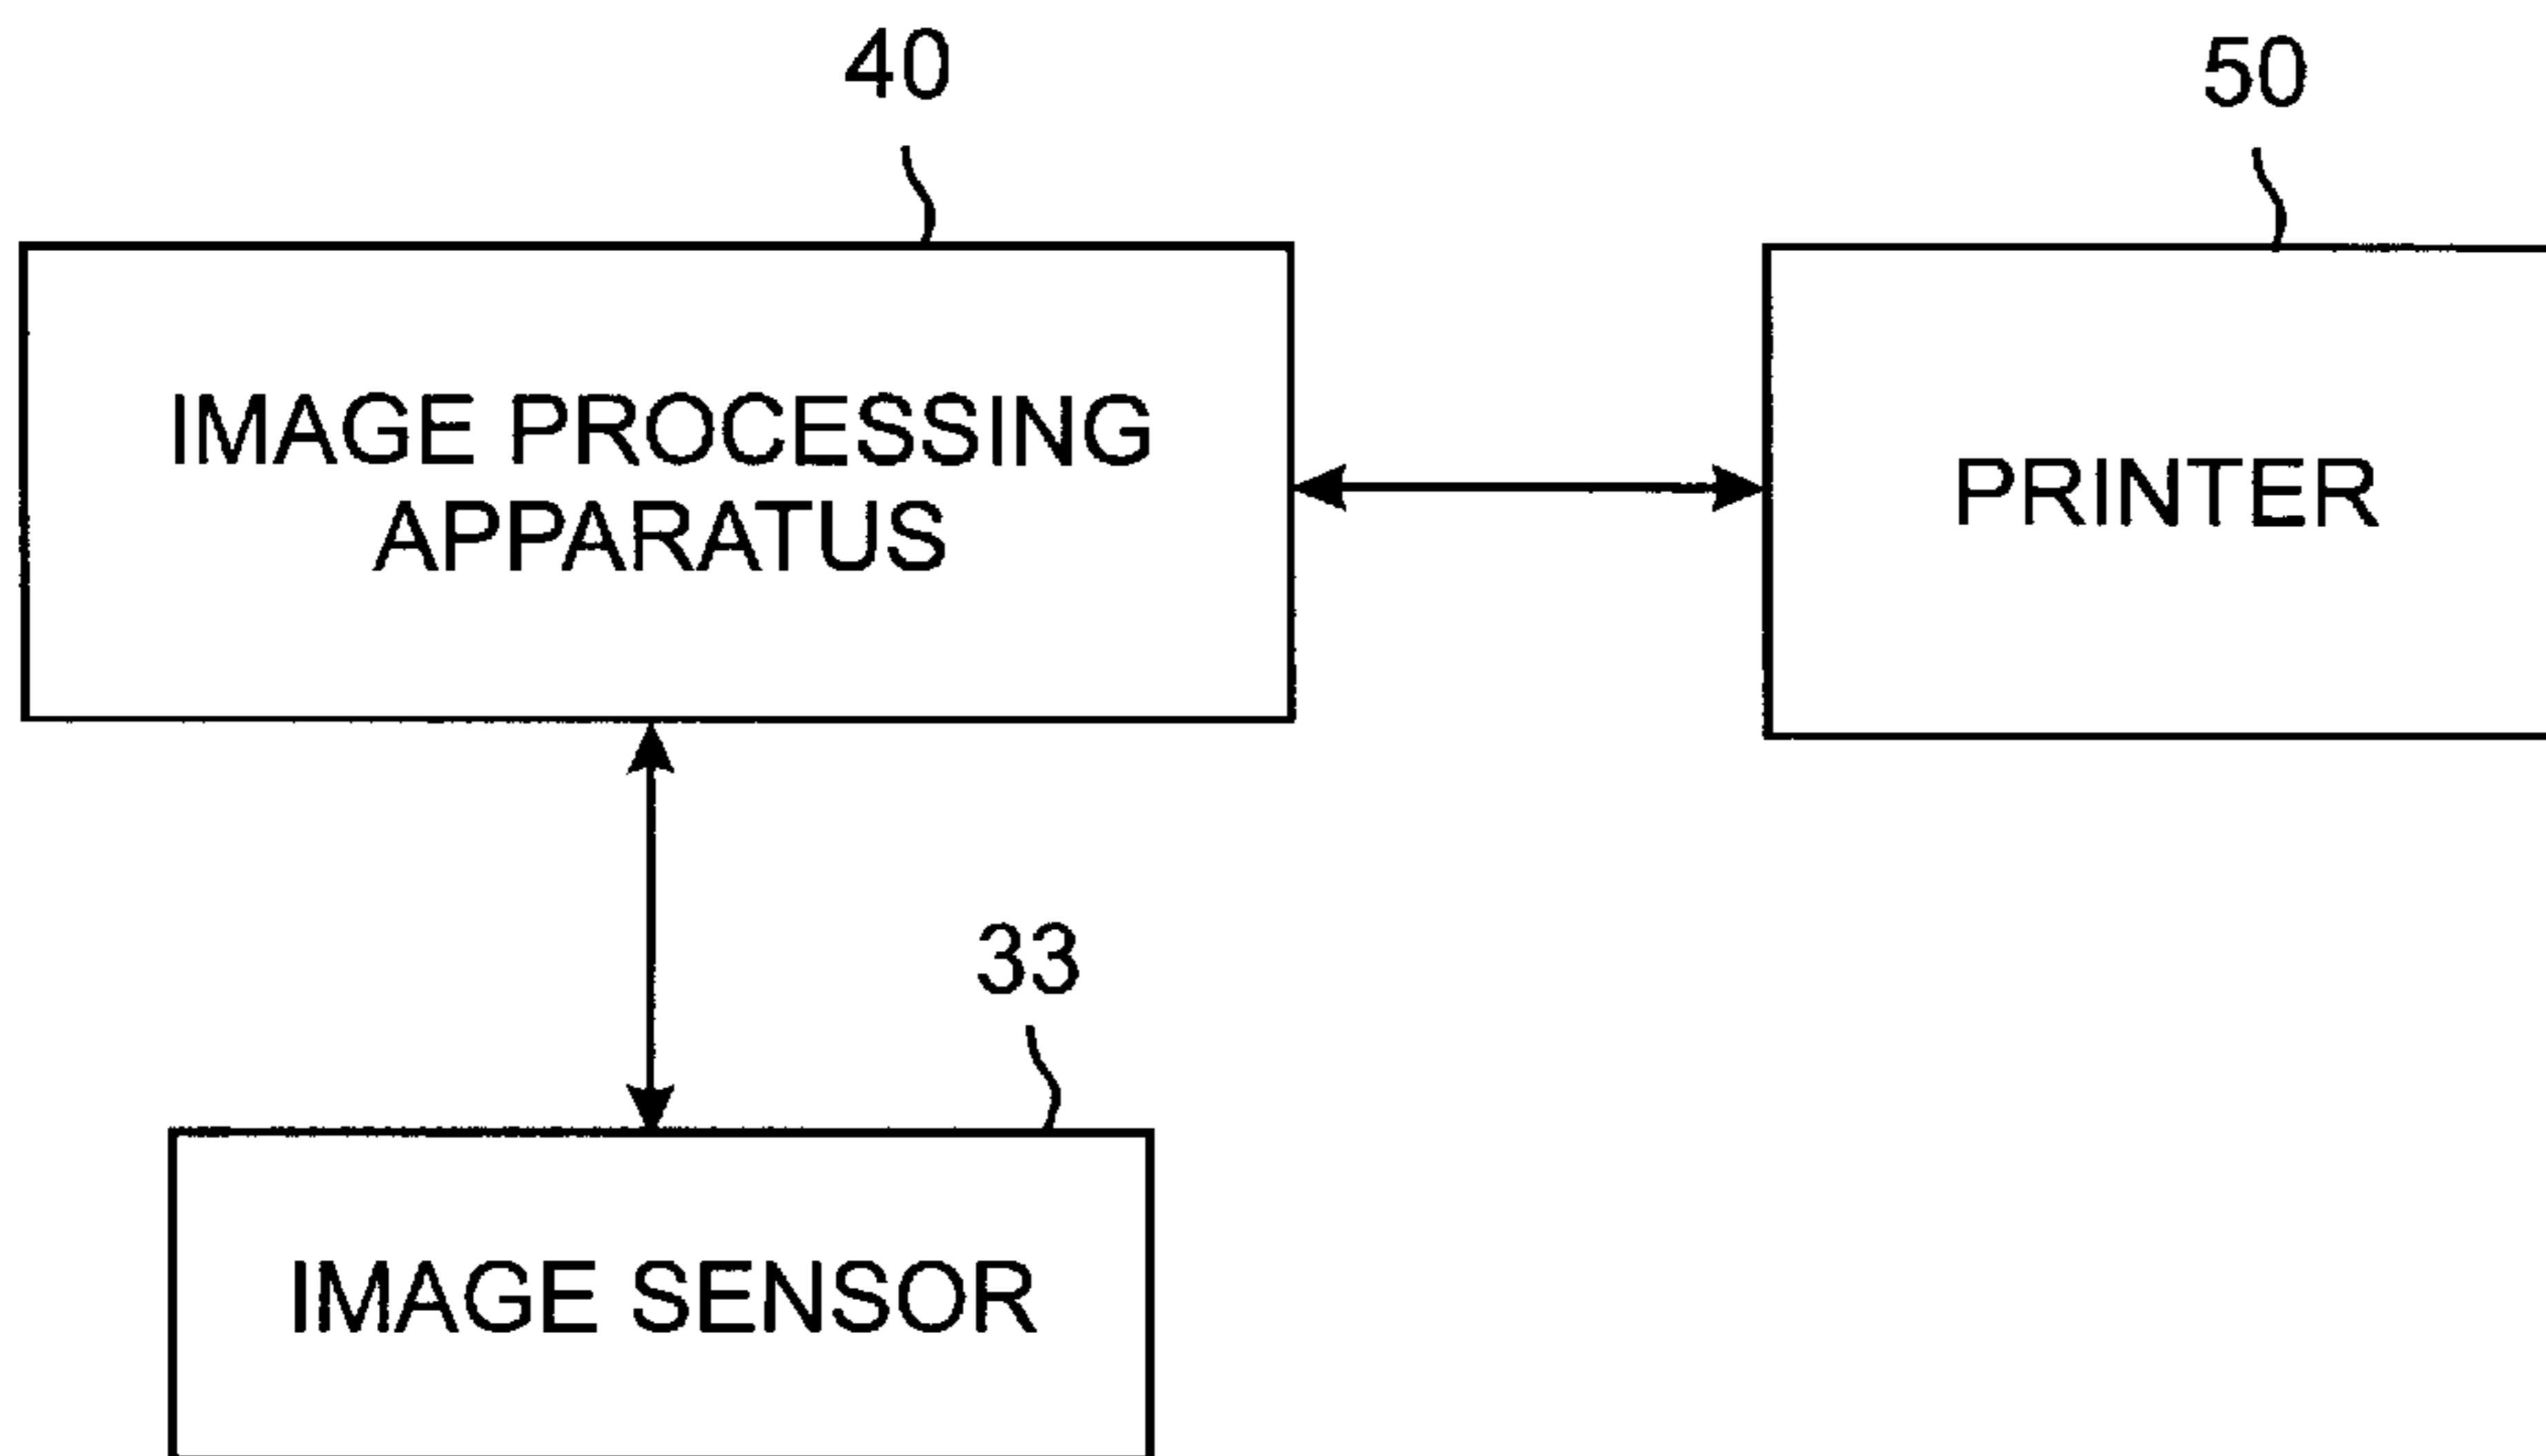 40
50
IMAGE PROCESSING
APPARATUS
PRINTER
33
IMAGE SENSOR